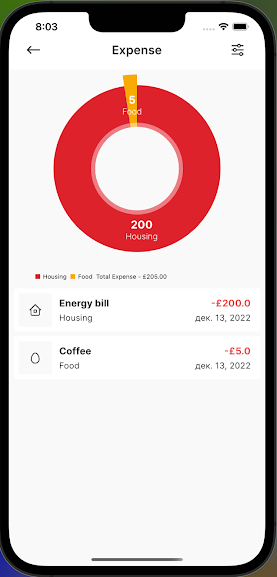 8:03
Expense
5
Food
200
Housing
Housing Food Total Expense - £205.00
Energy bill -£200.0
Housing дек. 13, 2022
Coffee -£5.0
Food дек. 13, 2022